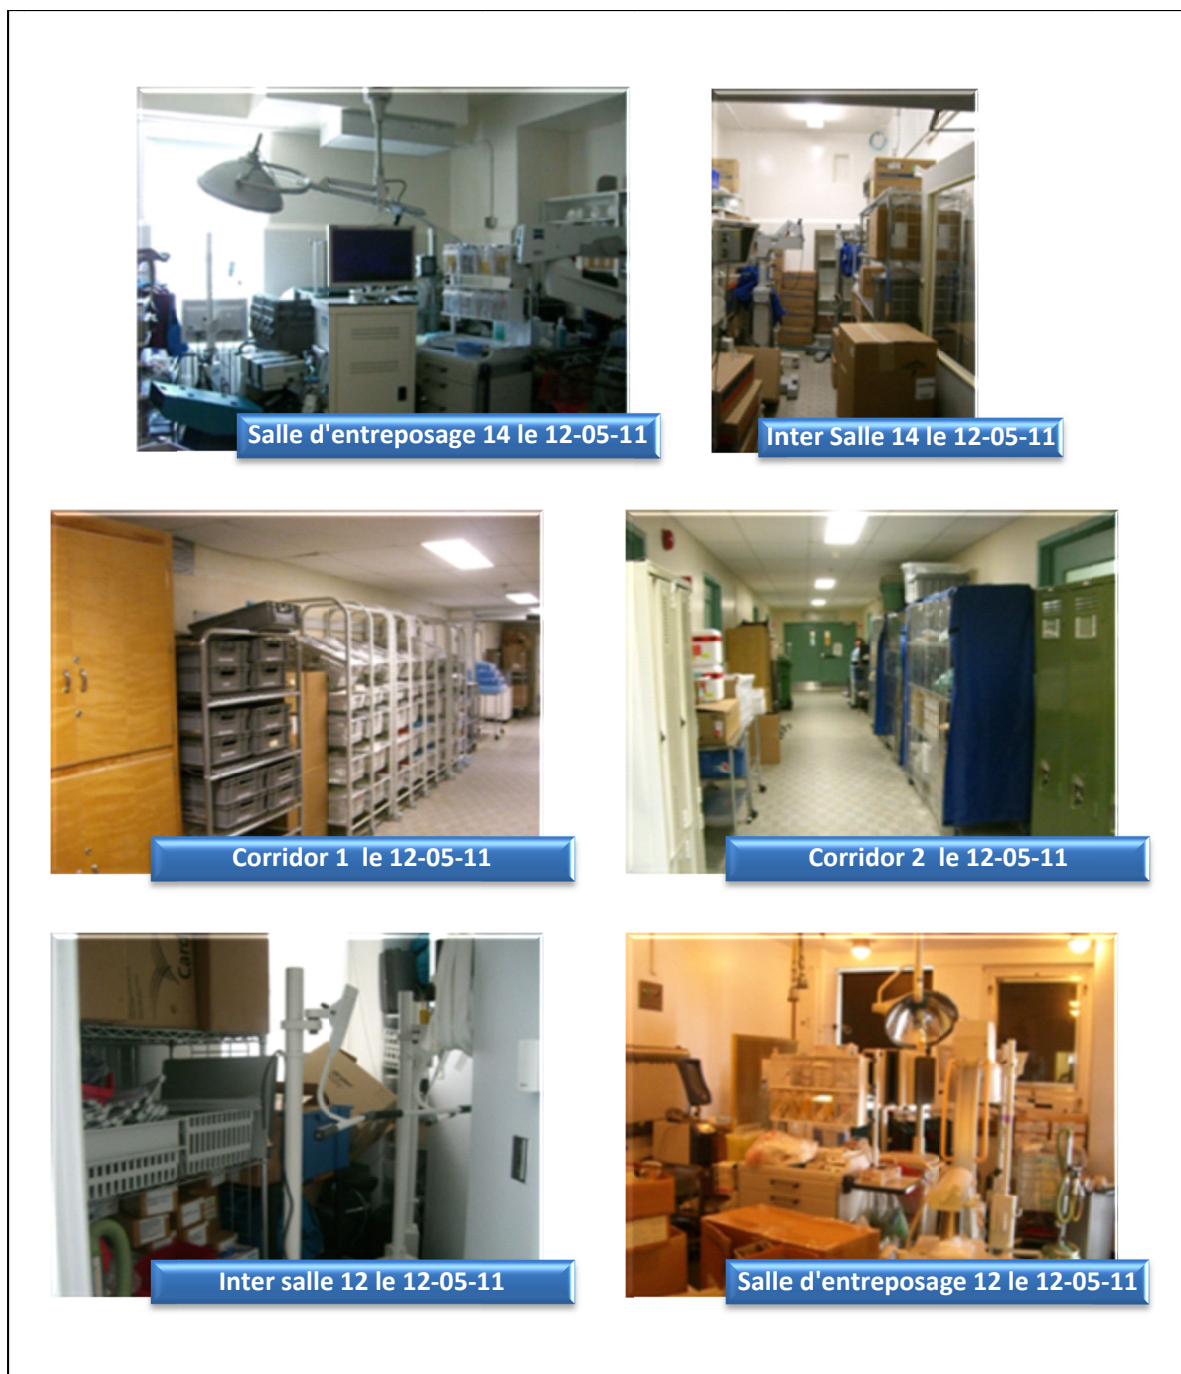 Salle d'entreposage 14 le 12-05-11
Inter Salle 14 le 12-05-11
Corridor 1 le 12-05-11
Corridor 2 le 12-05-11
Card
Inter salle 12 le 12-05-11
Salle d'entreposage 12 le 12-05-11